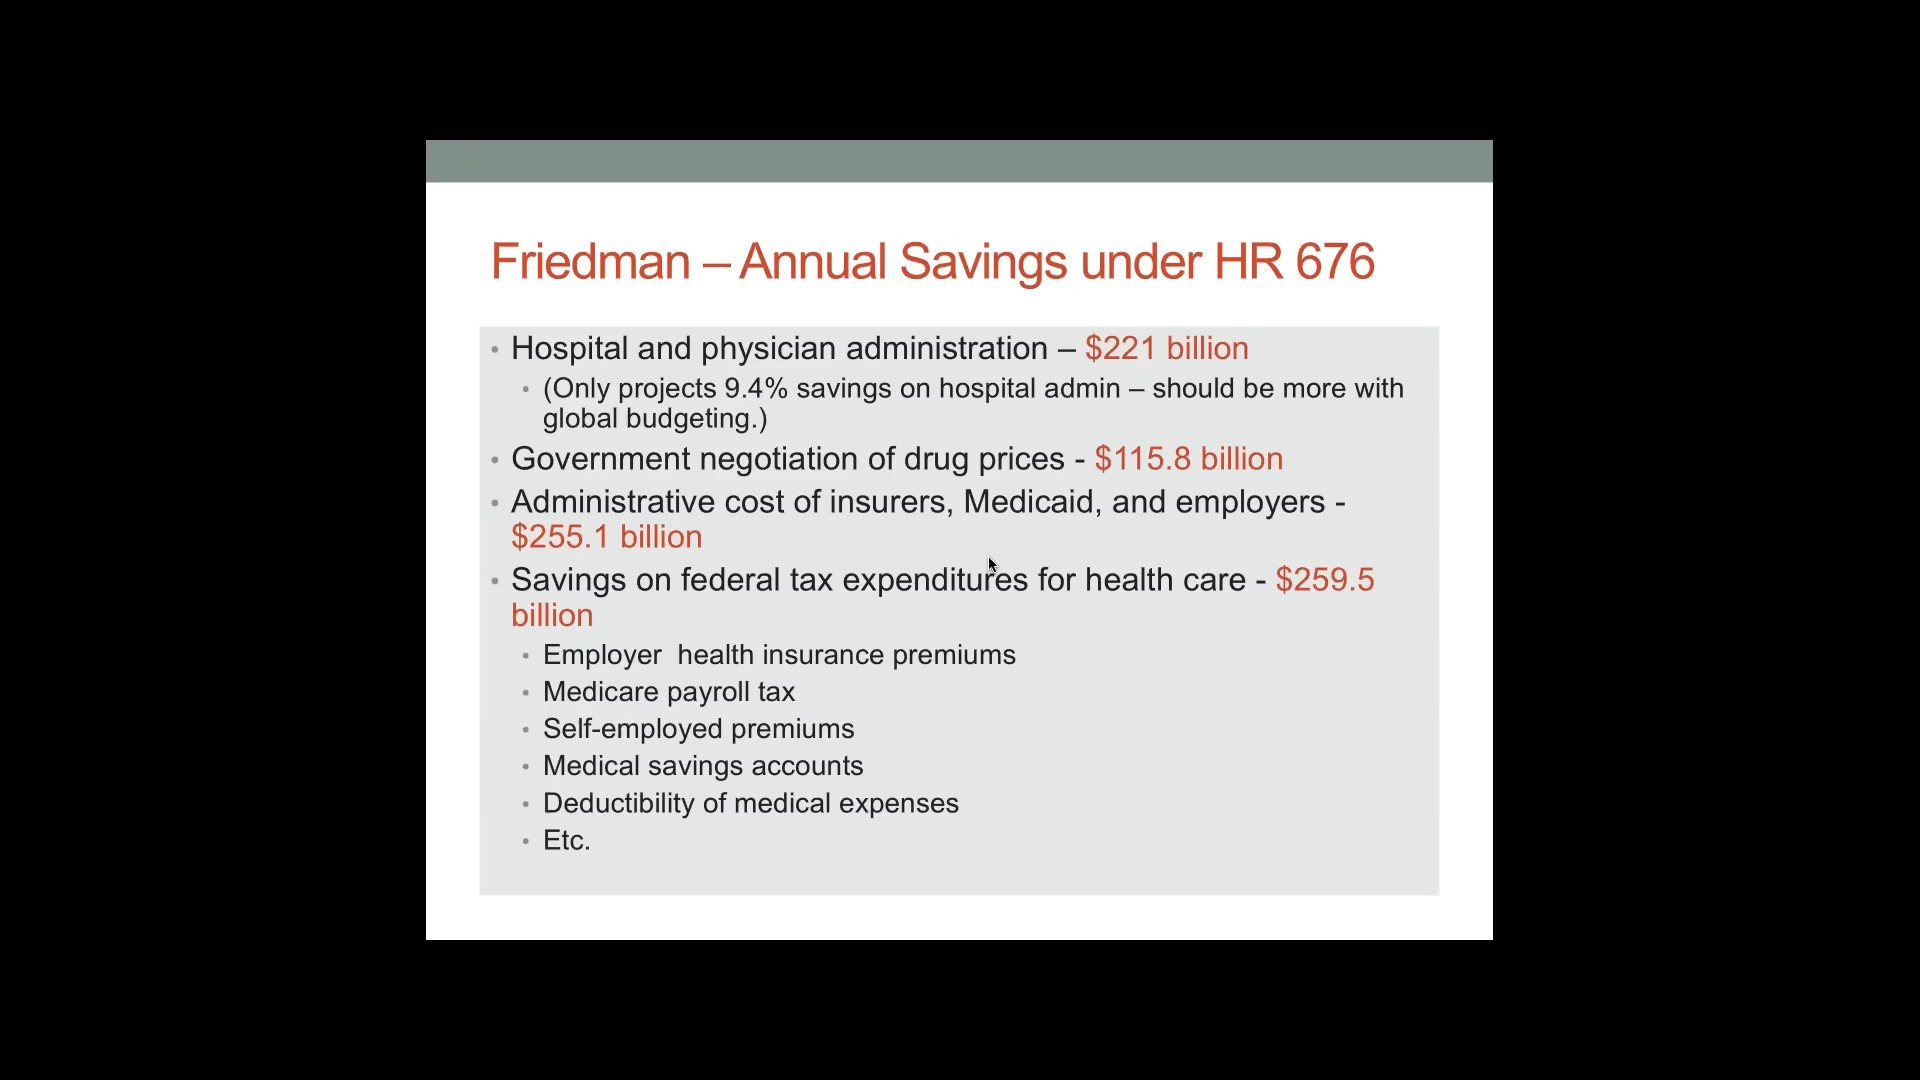 Friedman – Annual Savings under HR 676
• Hospital and physician administration – $221 billion
• (Only projects 9.4% savings on hospital admin – should be more with
global budgeting.)
• Government negotiation of drug prices - $115.8 billion
• Administrative cost of insurers, Medicaid, and employers -
$255.1 billion
• Savings on federal tax expenditures for health care - $259.5
billion
• Employer  health insurance premiums
• Medicare payroll tax
• Self-employed premiums
• Medical savings accounts
• Deductibility of medical expenses
• Etc.